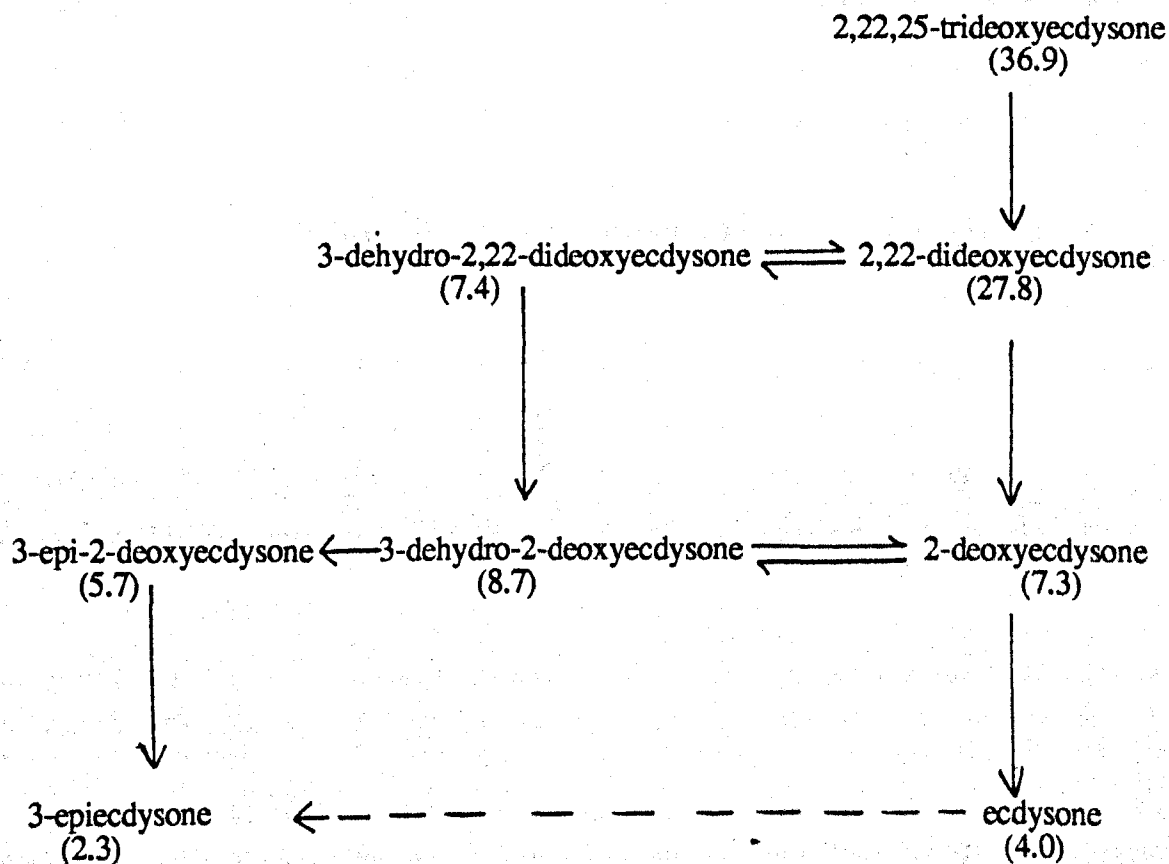 2,22,25-trideoxyecdysone
(36.9)
3-dehydro-2,22-dideoxyecdysone
2,22-dideoxyecdysone
(7.4)
(27.8)
3-epi-2-deoxyecdysone
3-dehydro-2-deoxyecdysone
2-deoxyecdysone
(5.7)
(8.7)
(7.3)
3-epiecdysone
ecdysone
(2.3)
(4.0)